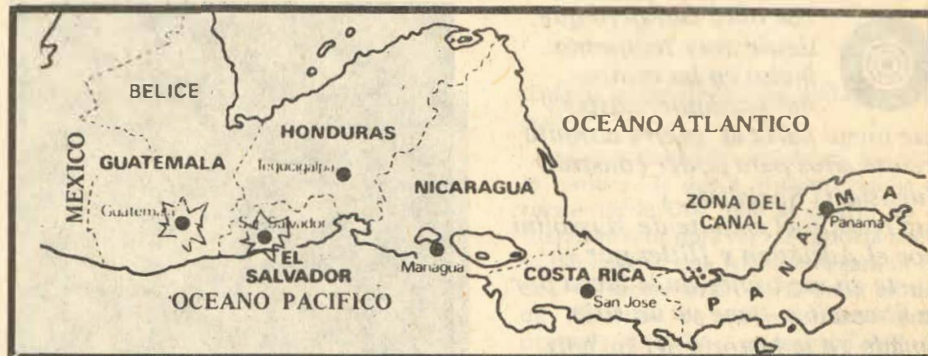 BELICE
MEXICO
GUATEMALA
HONDURAS
Tegucigalpa
Guatemala
San Salvador
EL
SALVADOR
OCEANO PACIFICO
NICARAGUA
Managua
OCEANO ATLANTICO
COSTA RICA
San Jose
ZONA DEL
CANAL
PANAMA
Panamá